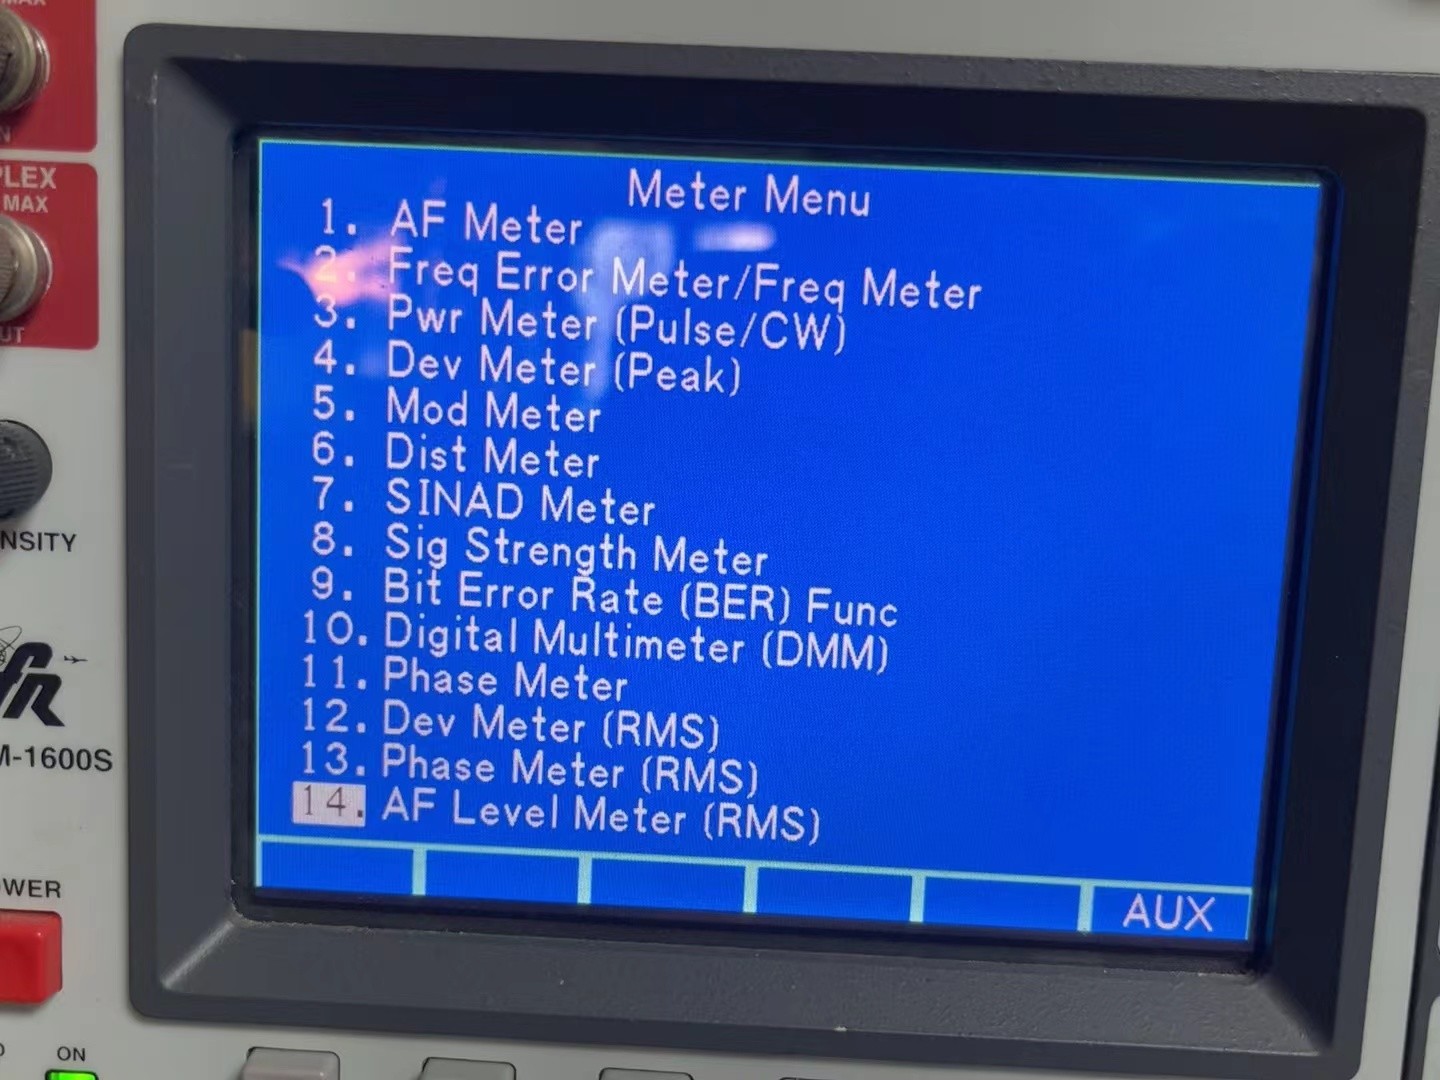 MAX
N
PLEX
MAX
UT
NSITY
M-1600S
OWER
ON
Meter Menu
1. AF Meter
2. Freq Error Meter/Freq Meter
3. Pwr Meter (Pulse/CW)
4. Dev Meter (Peak)
5. Mod Meter
6. Dist Meter
7. SINAD Meter
8. Sig Strength Meter
9. Bit Error Rate (BER) Func
10. Digital Multimeter (DMM)
11. Phase Meter
12. Dev Meter (RMS)
13. Phase Meter (RMS)
14. AF Level Meter (RMS)
AUX